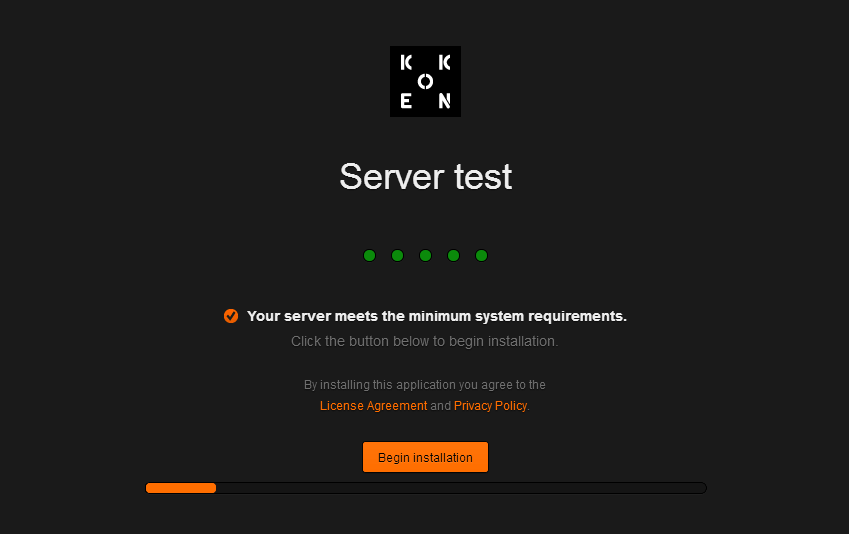 K K
O
E N
Server test
Your server meets the minimum system requirements.
Click the button below to begin installation.
By installing this application you agree to the
License Agreement and Privacy Policy.
Begin installation